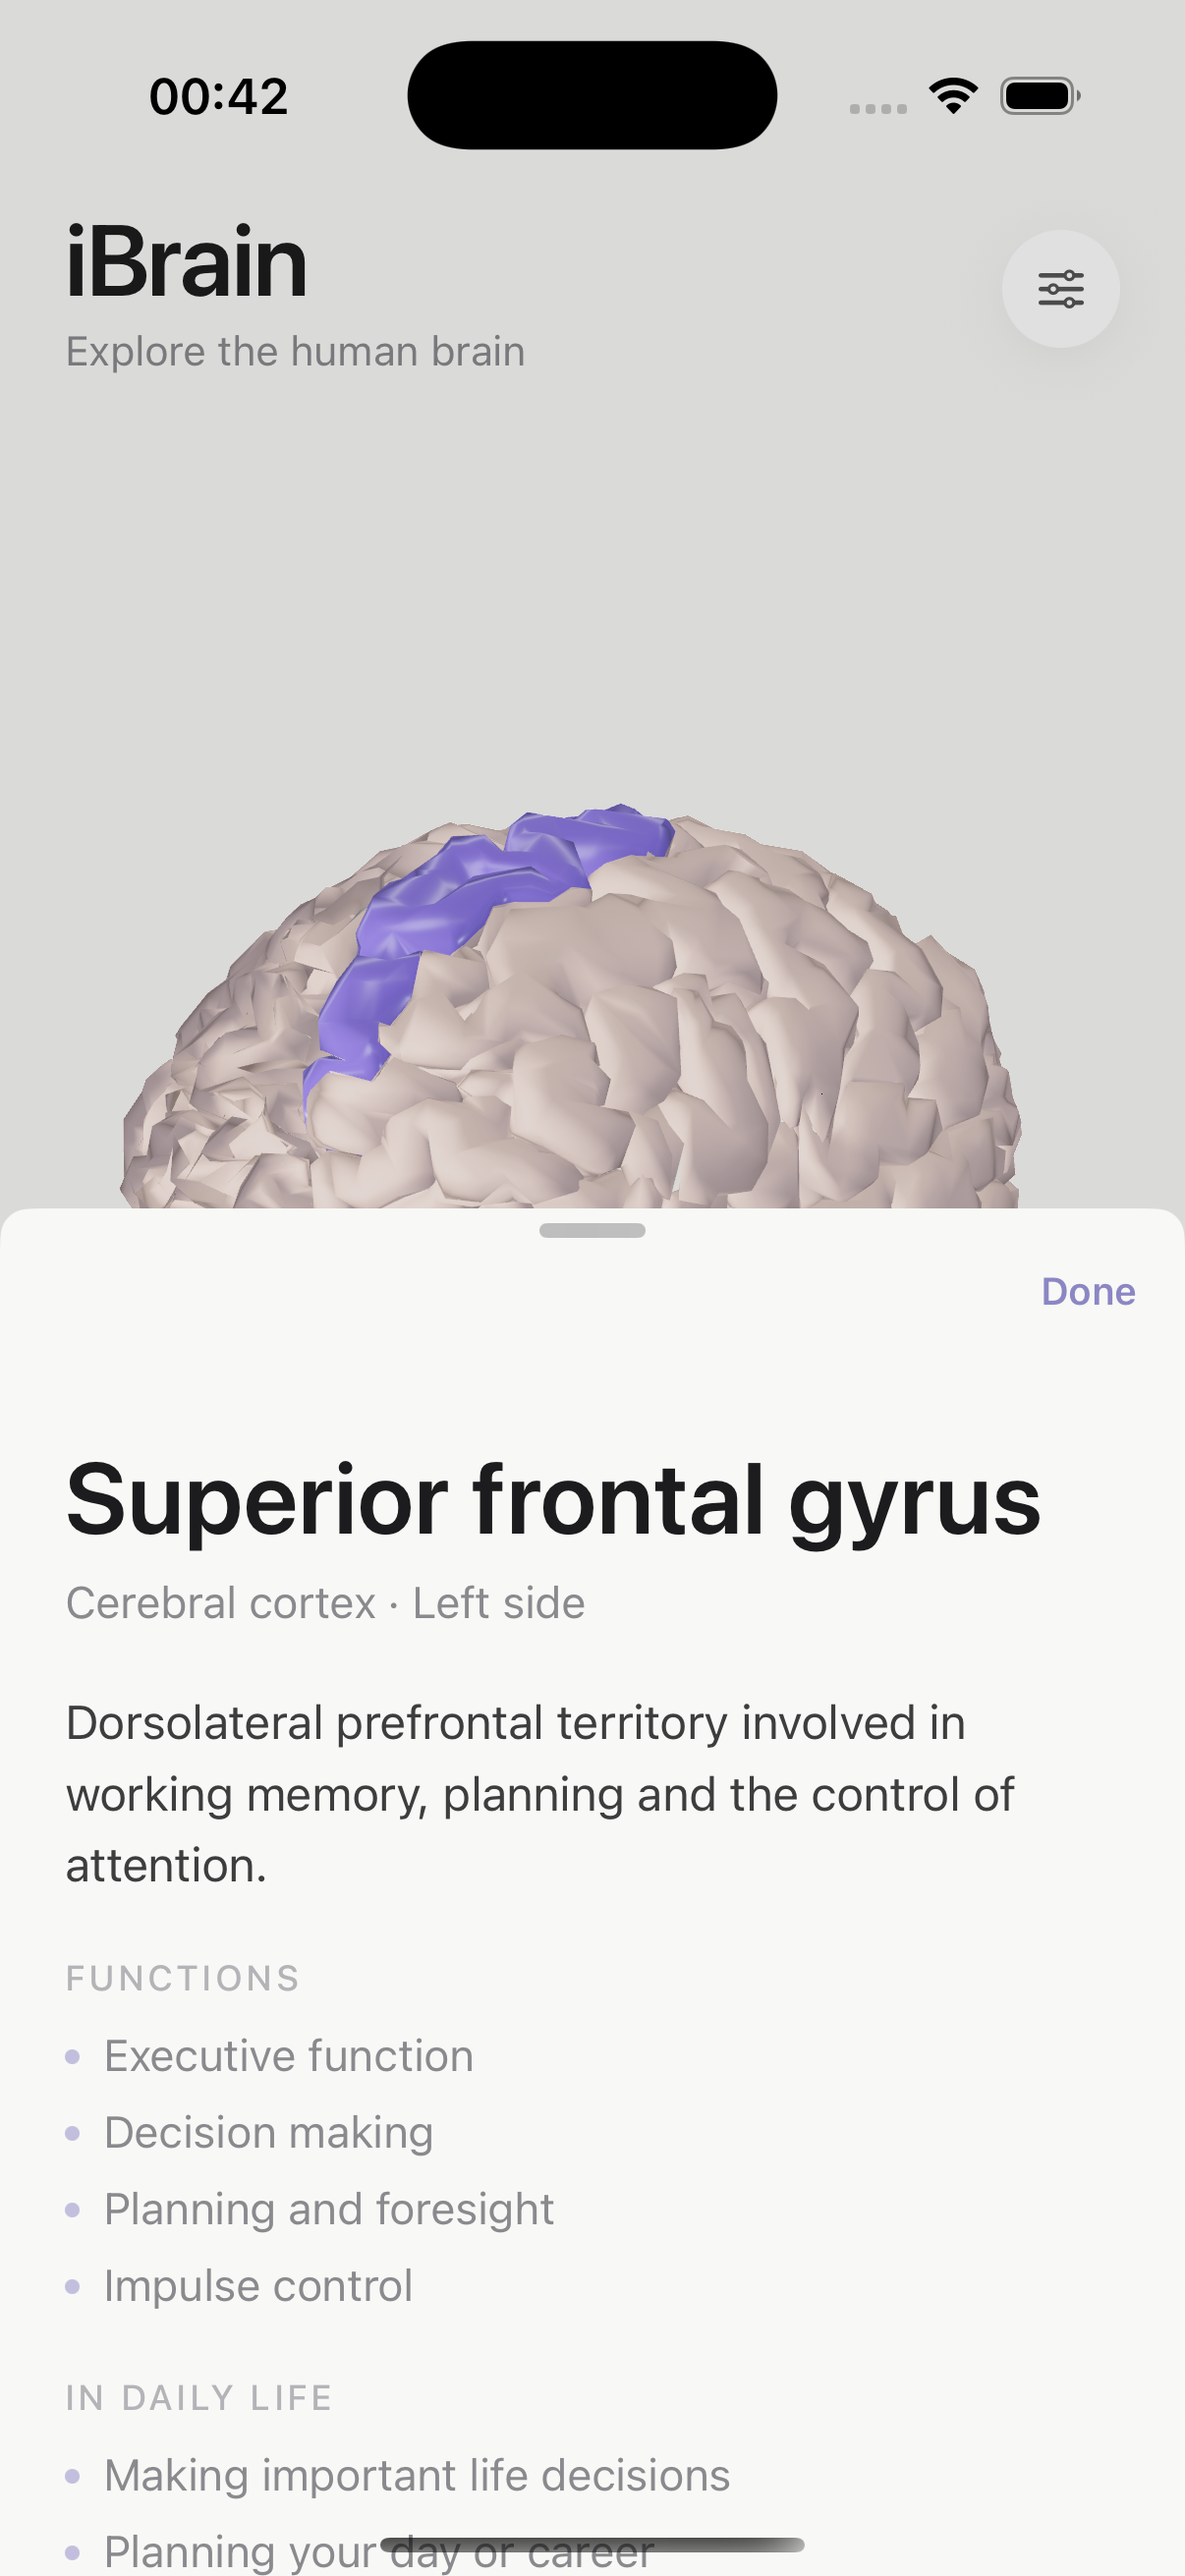 00:42
iBrain
Explore the human brain
Done
Superior frontal gyrus
Cerebral cortex · Left side
Dorsolateral prefrontal territory involved in
working memory, planning and the control of
attention.
FUNCTIONS
• Executive function
• Decision making
• Planning and foresight
• Impulse control
IN DAILY LIFE
• Making important life decisions
• Planning your day or career